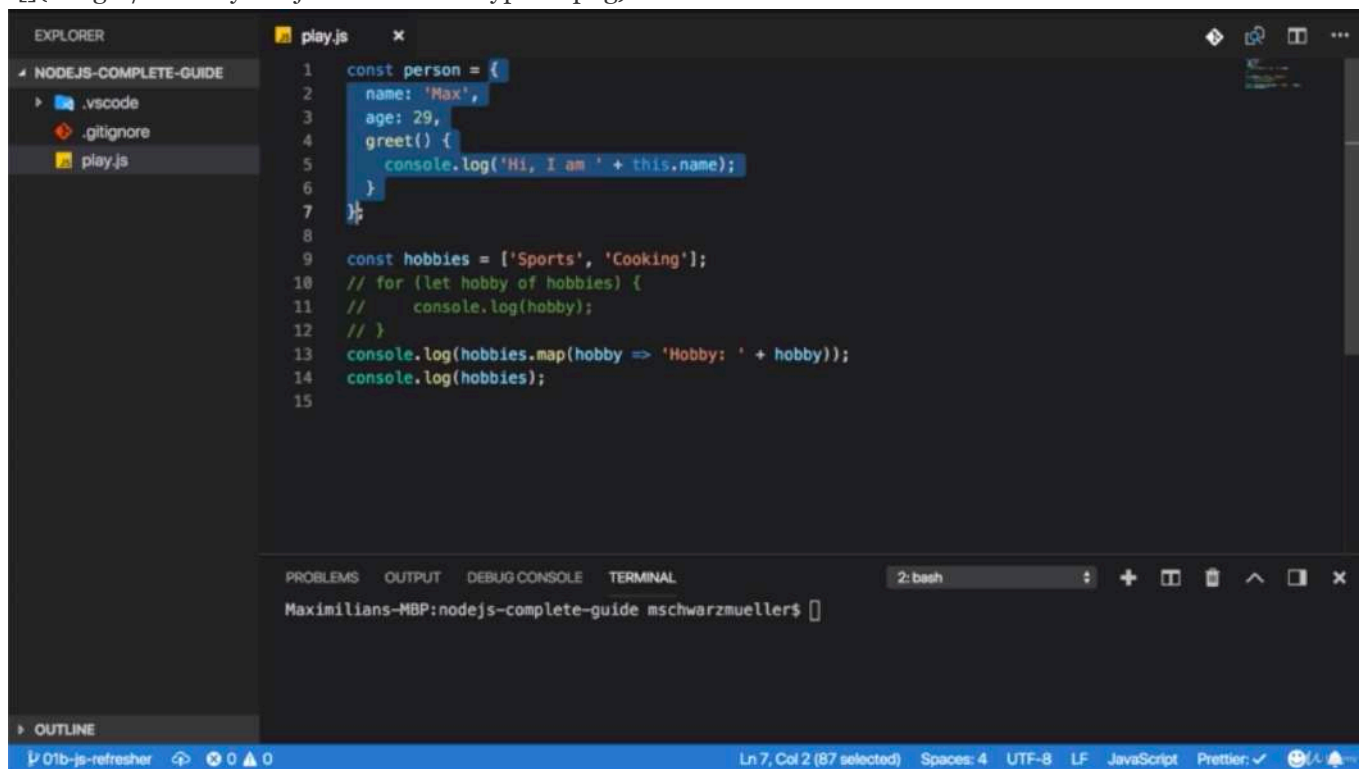 EXPLORER
NODEJS-COMPLETE-GUIDE
.vscode
.gitignore
play.js
OUTLINE
play.js
1 const person = {
2 name: 'Max',
3 age: 29,
4 greet() {
5 console.log('Hi, I am ' + this.name);
6 }
7 };
8
9 const hobbies = ['Sports', 'Cooking'];
10 // for (let hobby of hobbies) {
11 //     console.log(hobby);
12 // }
13 console.log(hobbies.map(hobby => 'Hobby: ' + hobby));
14 console.log(hobbies);
15
PROBLEMS OUTPUT DEBUG CONSOLE TERMINAL 2: bash
Maximilians-MBP:nodejs-complete-guide mschwarzmueller$
01b-js-refresher 0 0 Ln 7, Col 2 (87 selected) Spaces: 4 UTF-8 LF JavaScript Prettier: ✓